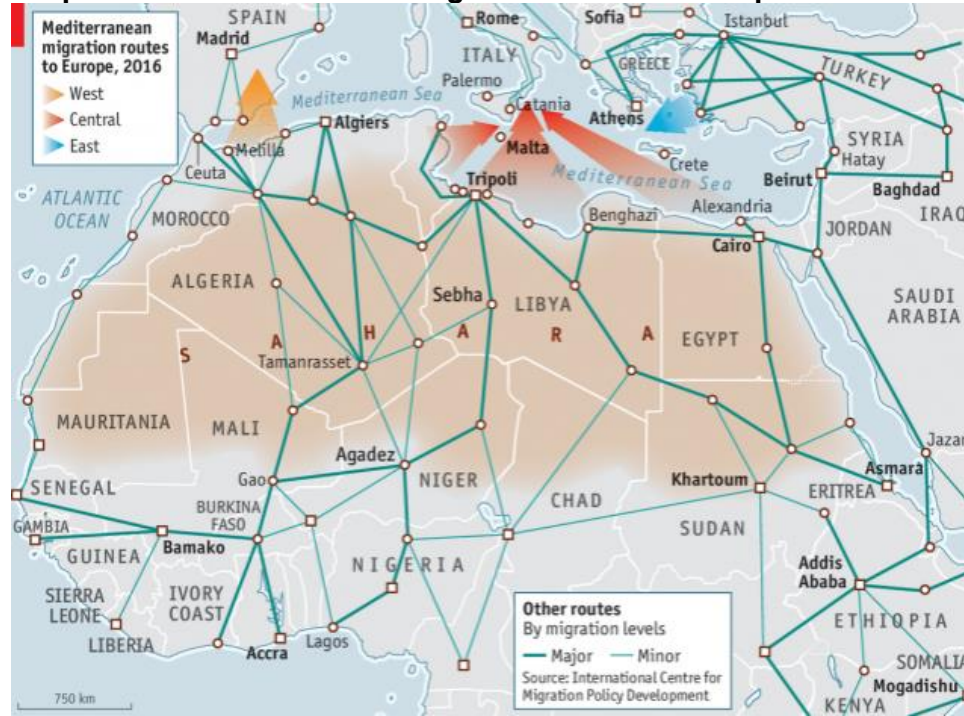 Mediterranean
migration routes
to Europe, 2016
West
Central
East
SPAIN
Madrid
Rome
ITALY
Sofia
Istanbul
GREECE
TURKEY
Palermo
Catania
Athens
Mediterranean Sea
Algiers
Melilla
Ceuta
Malta
Crete
SYRIA
Hatay
Tripoli
Mediterranean Sea
Beirut
Baghdad
ATLANTIC
OCEAN
MOROCCO
Benghazi
Alexandria
Cairo
JORDAN
IRAQ
ALGERIA
Sebha
LIBYA
EGYPT
SAUDI
ARABIA
S A H A R A
Tamanrasset
MAURITANIA
MALI
Agadez
NIGER
Gao
CHAD
Khartoum
SUDAN
Asmara
ERITREA
Jazan
SENEGAL
GAMBIA
GUINEA
Bamako
BURKINA
FASO
NIGERIA
SIERRA
LEONE
IVORY
COAST
LIBERIA
Accra
Lagos
Addis
Ababa
ETHIOPIA
SOMALIA
Mogadishu
KENYA
Other routes
By migration levels
Major Minor
Source: International Centre for
Migration Policy Development
750 km